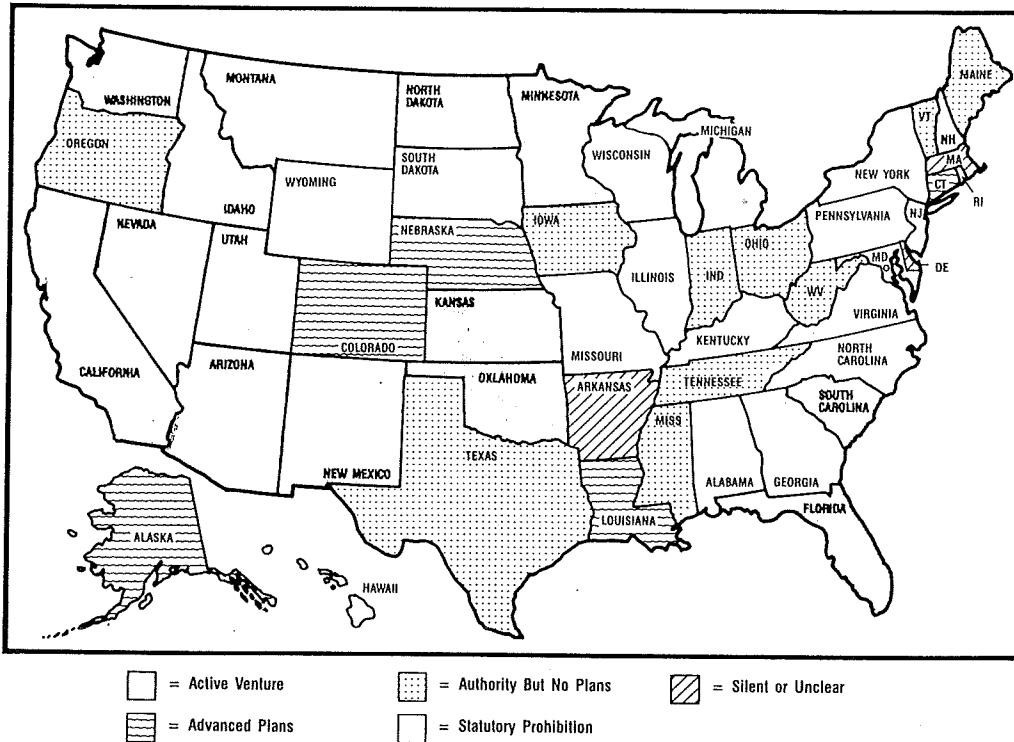 WASHINGTON
MONTANA
NORTH
DAKOTA
MINNESOTA
MAINE
VT
NH
OREGON
MICHIGAN
WISCONSIN
SOUTH
DAKOTA
NEW YORK
MA
CT
RI
IDAHO
WYOMING
NEBRASKA
IOWA
PENNSYLVANIA
NJ
NEVADA
UTAH
OHIO
MD
DE
IND
ILLINOIS
WV
KANSAS
VIRGINIA
COLORADO
KENTUCKY
CALIFORNIA
ARIZONA
MISSOURI
NORTH
CAROLINA
OKLAHOMA
ARKANSAS
TENNESSEE
SOUTH
CAROLINA
MISS
TEXAS
NEW MEXICO
ALABAMA
GEORGIA
FLORIDA
LOUISIANA
ALASKA
HAWAII
= Active Venture
= Authority But No Plans
= Silent or Unclear
= Advanced Plans
= Statutory Prohibition